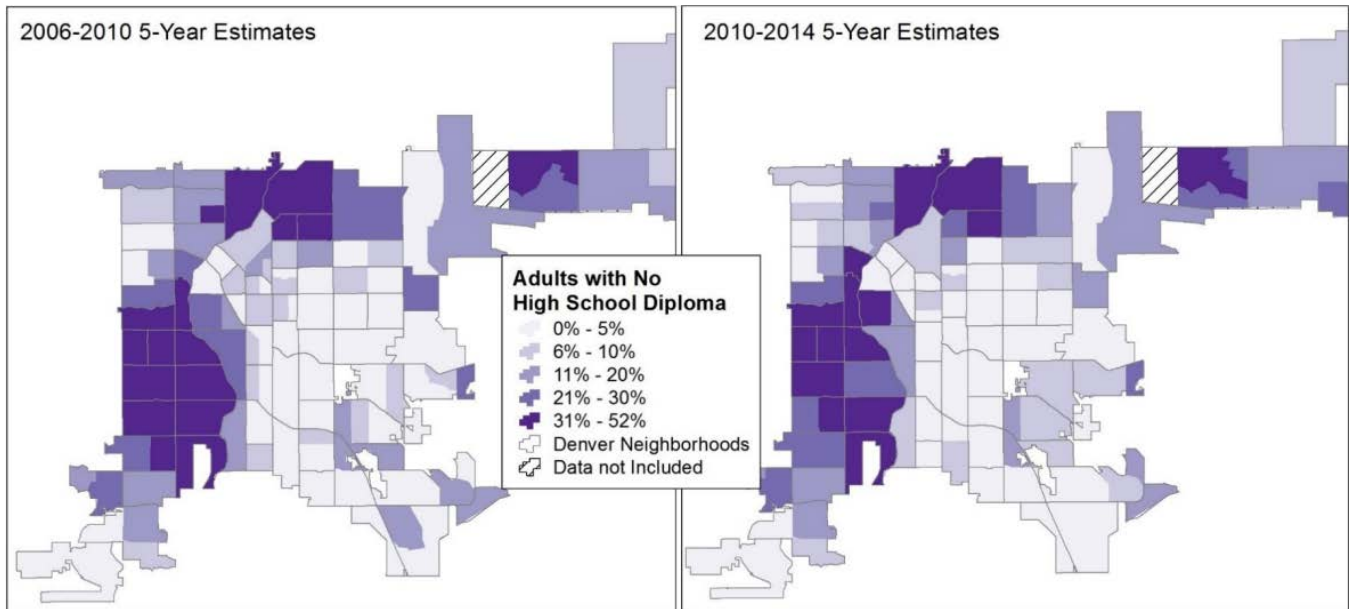 2006-2010 5-Year Estimates
2010-2014 5-Year Estimates
Adults with No
High School Diploma
0% - 5%
6% - 10%
11% - 20%
21% - 30%
31% - 52%
Denver Neighborhoods
Data not Included